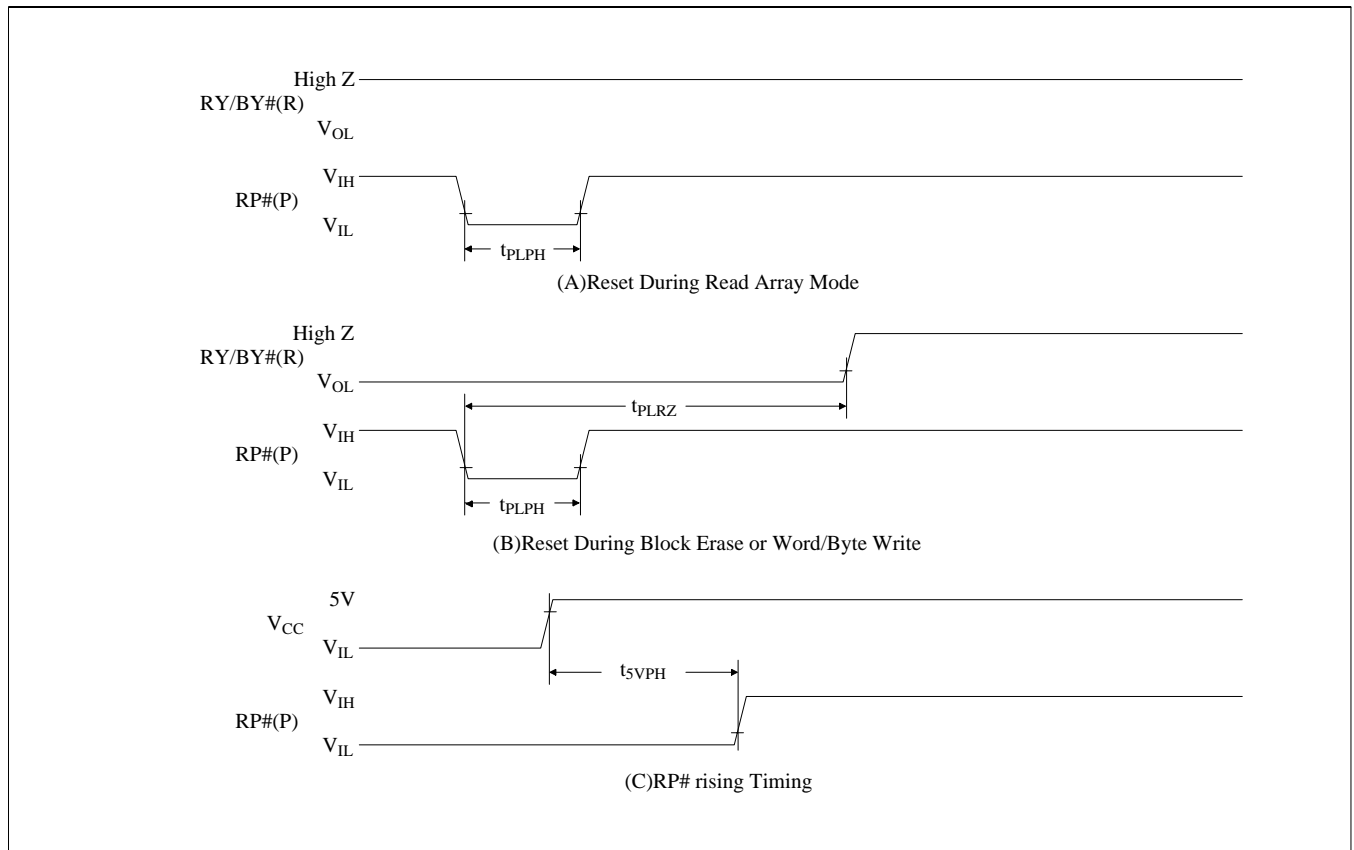 High Z
RY/BY#(R)
VOL
VIH
RP#(P)
VIL
tPLPH
(A)Reset During Read Array Mode
High Z
RY/BY#(R)
VOL
tPLRZ
VIH
RP#(P)
VIL
tPLPH
(B)Reset During Block Erase or Word/Byte Write
5V
VCC
VIL
t5VPH
VIH
RP#(P)
VIL
(C)RP# rising Timing